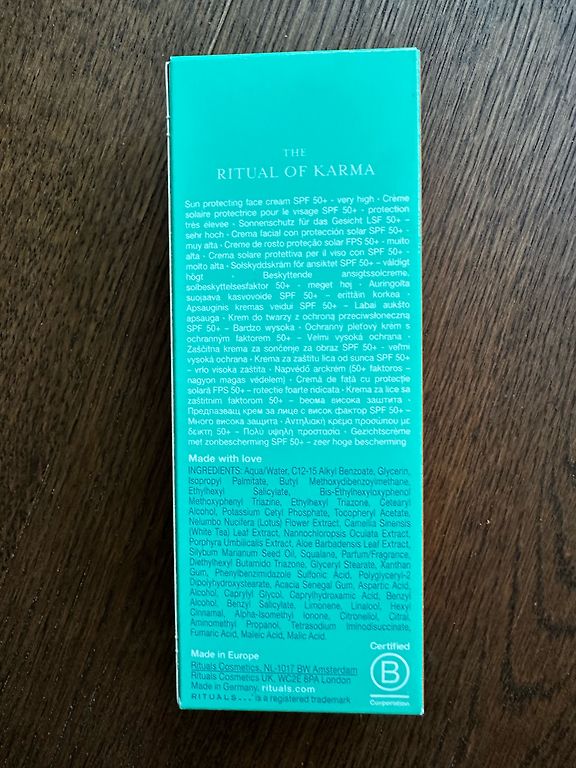 THE
RITUAL OF KARMA
Sun protecting face cream SPF 50+ - very high • Crème
solaire protectrice pour le visage SPF 50+ - protection
très élevée • Sonnenschutz für das Gesicht LSF 50+ –
sehr hoch • Crema facial con protección solar SPF 50+ -
muy alta • Creme de rosto proteção solar FPS 50+ - muito
alta • Crema solare protettiva per il viso con SPF 50+ -
molto alta • Solskyddskräm för ansiktet SPF 50+ – väldigt
högt • Beskyttende ansigtssolcreme,
solbeskyttelsesfaktor 50+ - meget høj • Auringolta
suojaava kasvovoide SPF 50+ – erittäin korkea •
Apsauginis kremas veidui SPF 50+ – Labai aukšto
apsauga • Krem do twarzy z ochroną przeciwsłoneczną
SPF 50+ – Bardzo wysoka • Ochranný pleťový krém s
ochranným faktorem 50+ – Velmi vysoká ochrana •
Zaščitna krema za sončenje za obraz SPF 50+ - veľmi
vysoká ochrana • Krema za zaštitu lica od sunca SPF 50+
– vrlo visoka zaštita • Napvédő arckrém (50+ faktoros –
nagyon magas védelem) • Cremă de față cu protecție
solară FPS 50+ – rotectie foarte ridicata • Krema za lice sa
zaštitnim faktorom 50+ – веома висока заштита •
Предпазващ крем за лице с висок фактор SPF 50+ –
Много висока защита • Αντηλιακή κρέμα προσώπου με
δείκτη 50+ – Πολύ υψηλή προστασία • Gezichtscrème
met zonbescherming SPF 50+ – zeer hoge bescherming
Made with love
INGREDIENTS: Aqua/Water, C12-15 Alkyl Benzoate, Glycerin,
Isopropyl Palmitate, Butyl Methoxydibenzoylmethane,
Ethylhexyl Salicylate, Bis-Ethylhexyloxyphenol
Methoxyphenyl Triazine, Ethylhexyl Triazone, Cetearyl
Alcohol, Potassium Cetyl Phosphate, Tocopheryl Acetate,
Nelumbo Nucifera (Lotus) Flower Extract, Camellia Sinensis
(White Tea) Leaf Extract, Nannochloropsis Oculata Extract,
Porphyra Umbilicalis Extract, Aloe Barbadensis Leaf Extract,
Silybum Marianum Seed Oil, Squalane, Parfum/Fragrance,
Diethylhexyl Butamido Triazone, Glyceryl Stearate, Xanthan
Gum, Phenylbenzimidazole Sulfonic Acid, Polyglyceryl-2
Dipolyhydroxystearate, Acacia Senegal Gum, Aspartic Acid,
Alcohol, Caprylyl Glycol, Caprylhydroxamic Acid, Benzyl
Alcohol, Benzyl Salicylate, Limonene, Linalool, Hexyl
Cinnamal, Alpha-Isomethyl Ionone, Citronellol, Citral,
Aminomethyl Propanol, Tetrasodium Iminodisuccinate,
Fumaric Acid, Maleic Acid, Malic Acid.
Made in Europe
Rituals Cosmetics, NL-1017 BW Amsterdam
Rituals Cosmetics UK, WC2E 8PA London
Made in Germany, rituals.com
RITUALS... is a registered trademark
Certified
B
Corporation